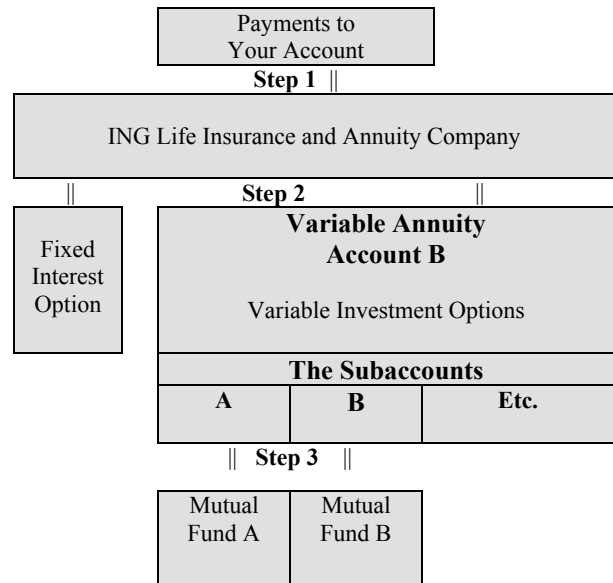 Payments to
Your Account
Step 1 ||
ING Life Insurance and Annuity Company
|| Step 2 ||
Fixed
Interest
Option
Variable Annuity
Account B
Variable Investment Options
The Subaccounts
A B Etc.
|| Step 3 ||
Mutual
Fund A
Mutual
Fund B